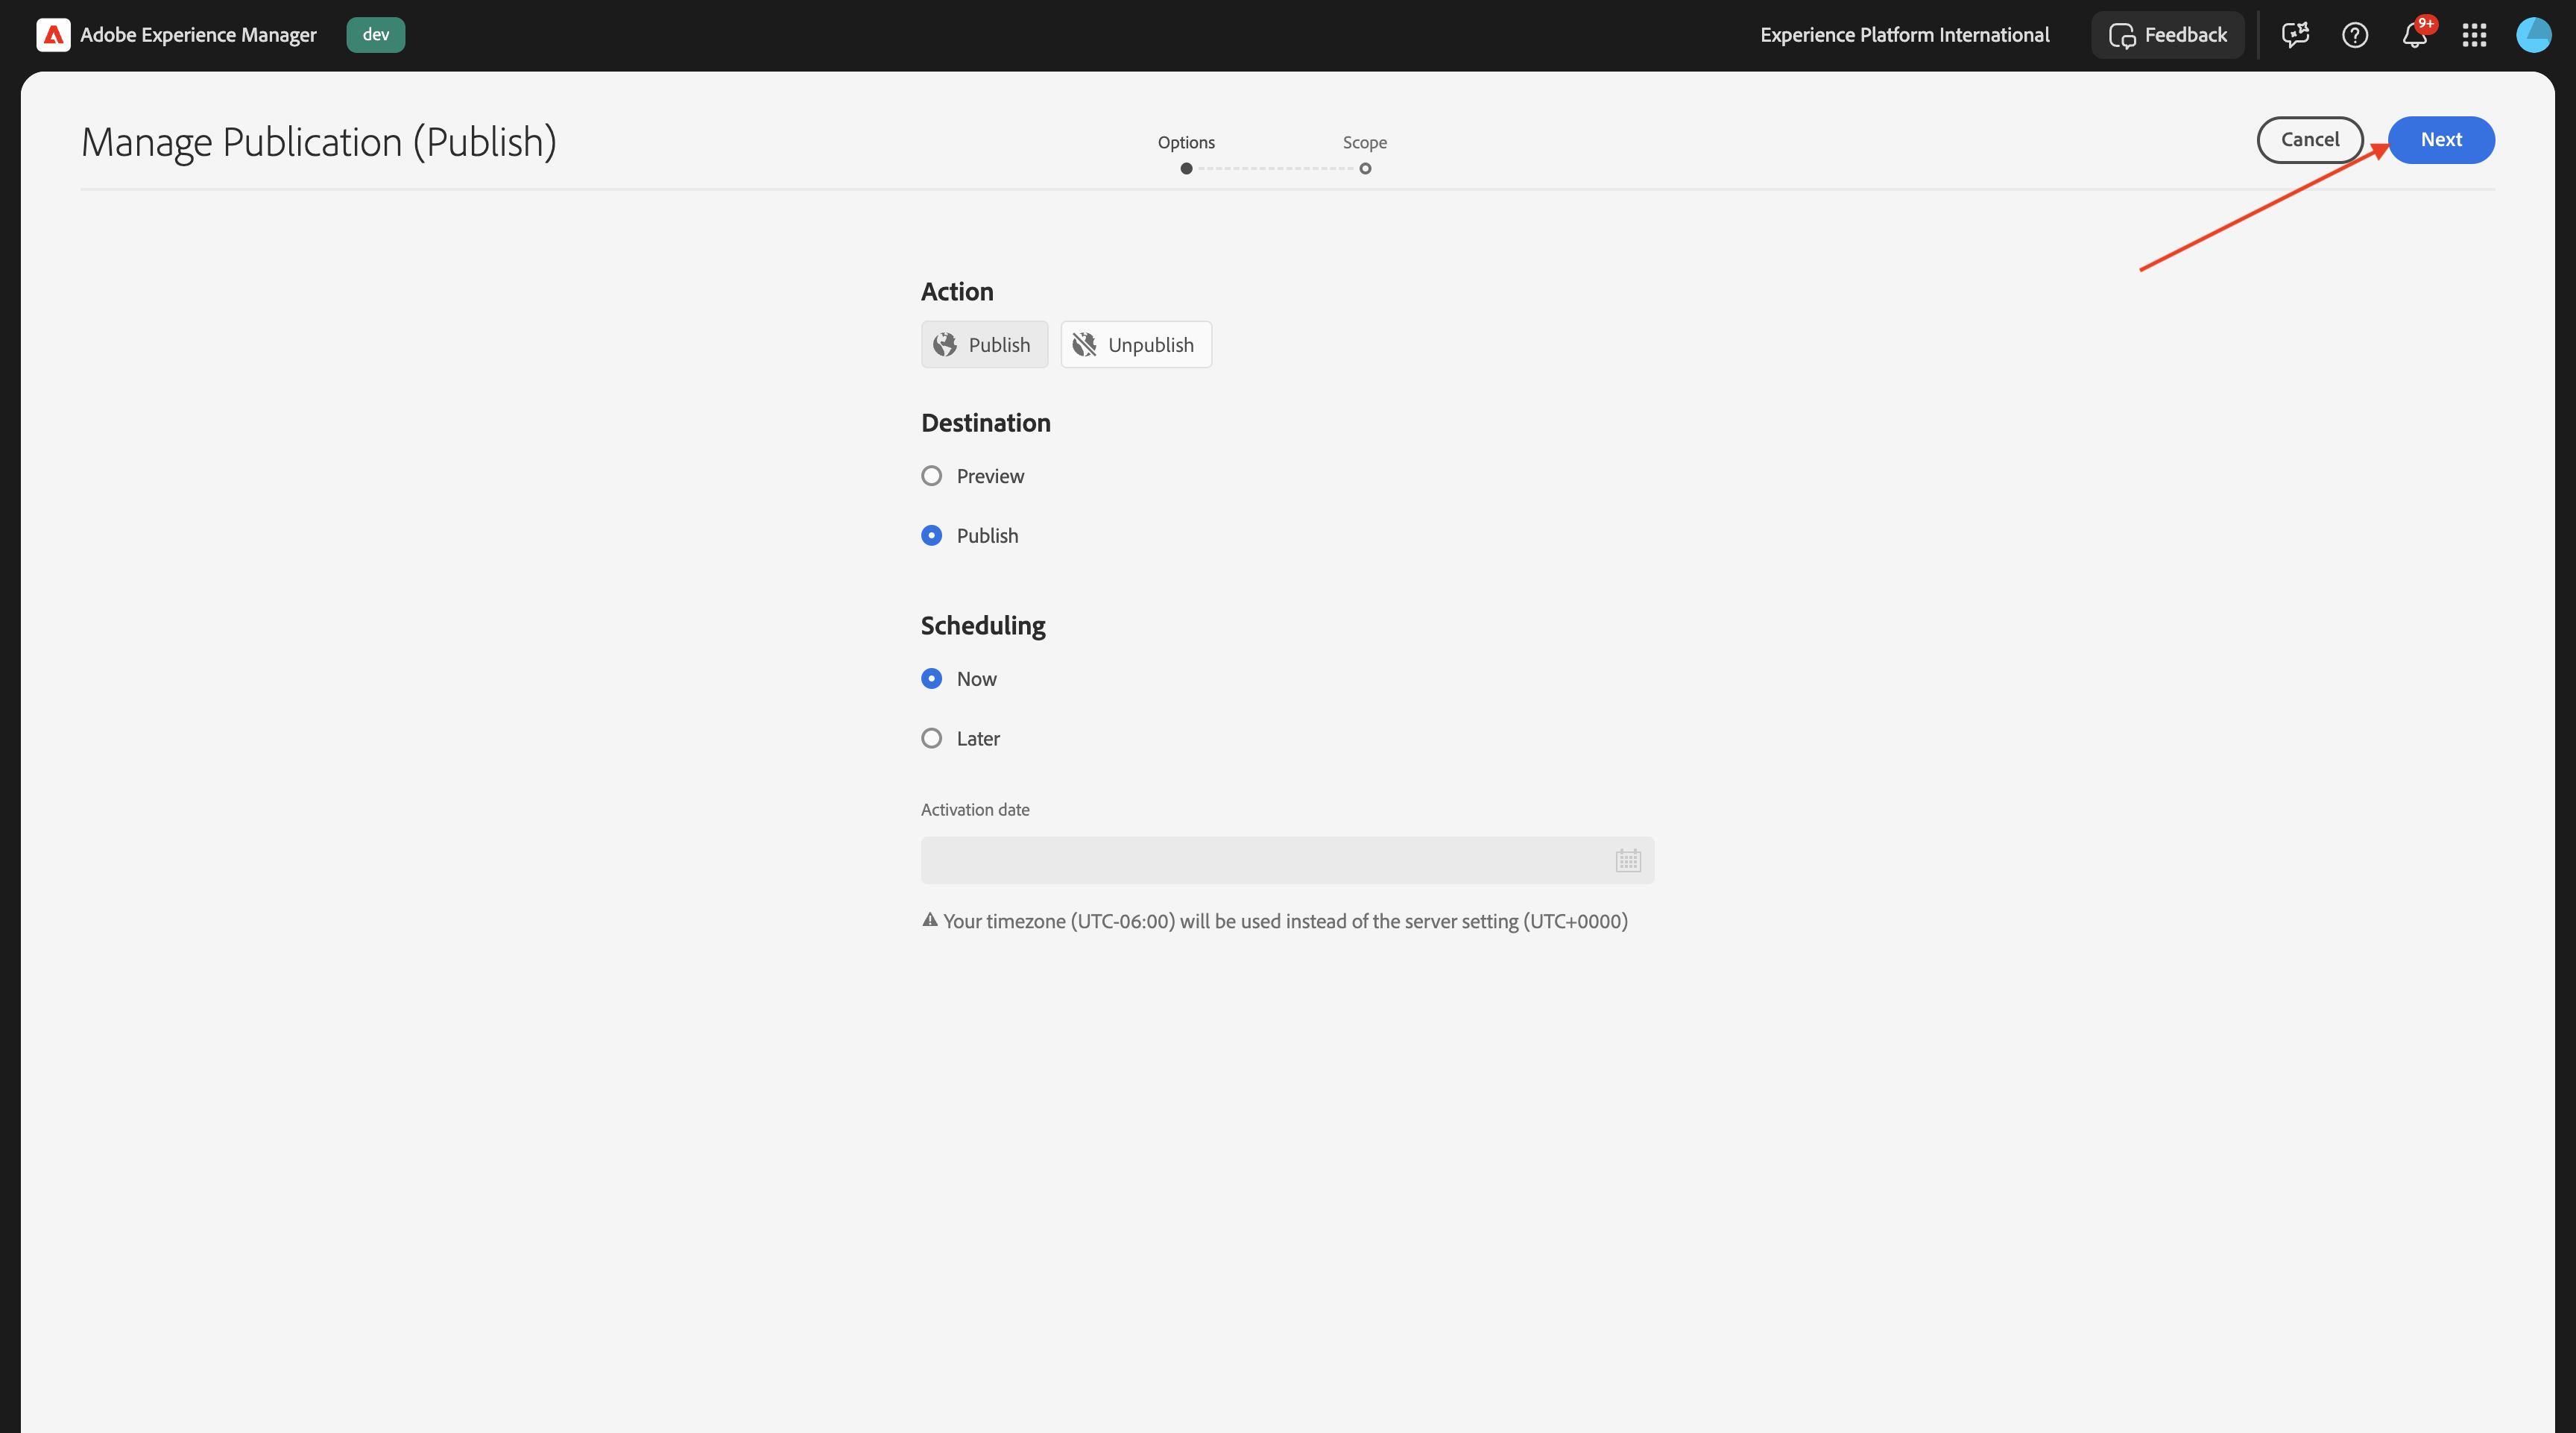 Adobe Experience Manager
dev
Experience Platform International
Feedback
9+
Manage Publication (Publish)
Options
Scope
Cancel
Next
Action
Publish
Unpublish
Destination
Preview
Publish
Scheduling
Now
Later
Activation date
Your timezone (UTC-06:00) will be used instead of the server setting (UTC+0000)